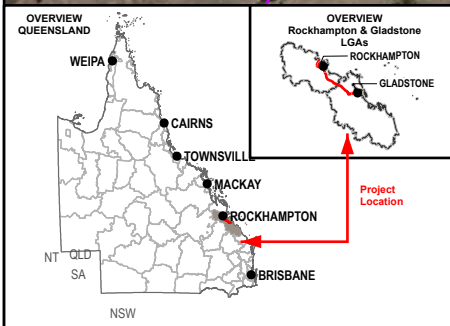 OVERVIEW
QUEENSLAND
WEIPA
CAIRNS
TOWNSVILLE
MACKAY
ROCKHAMPTON
BRISBANE
NT
QLD
SA
NSW
OVERVIEW
Rockhampton & Gladstone
LGAs
ROCKHAMPTON
GLADSTONE
Project
Location